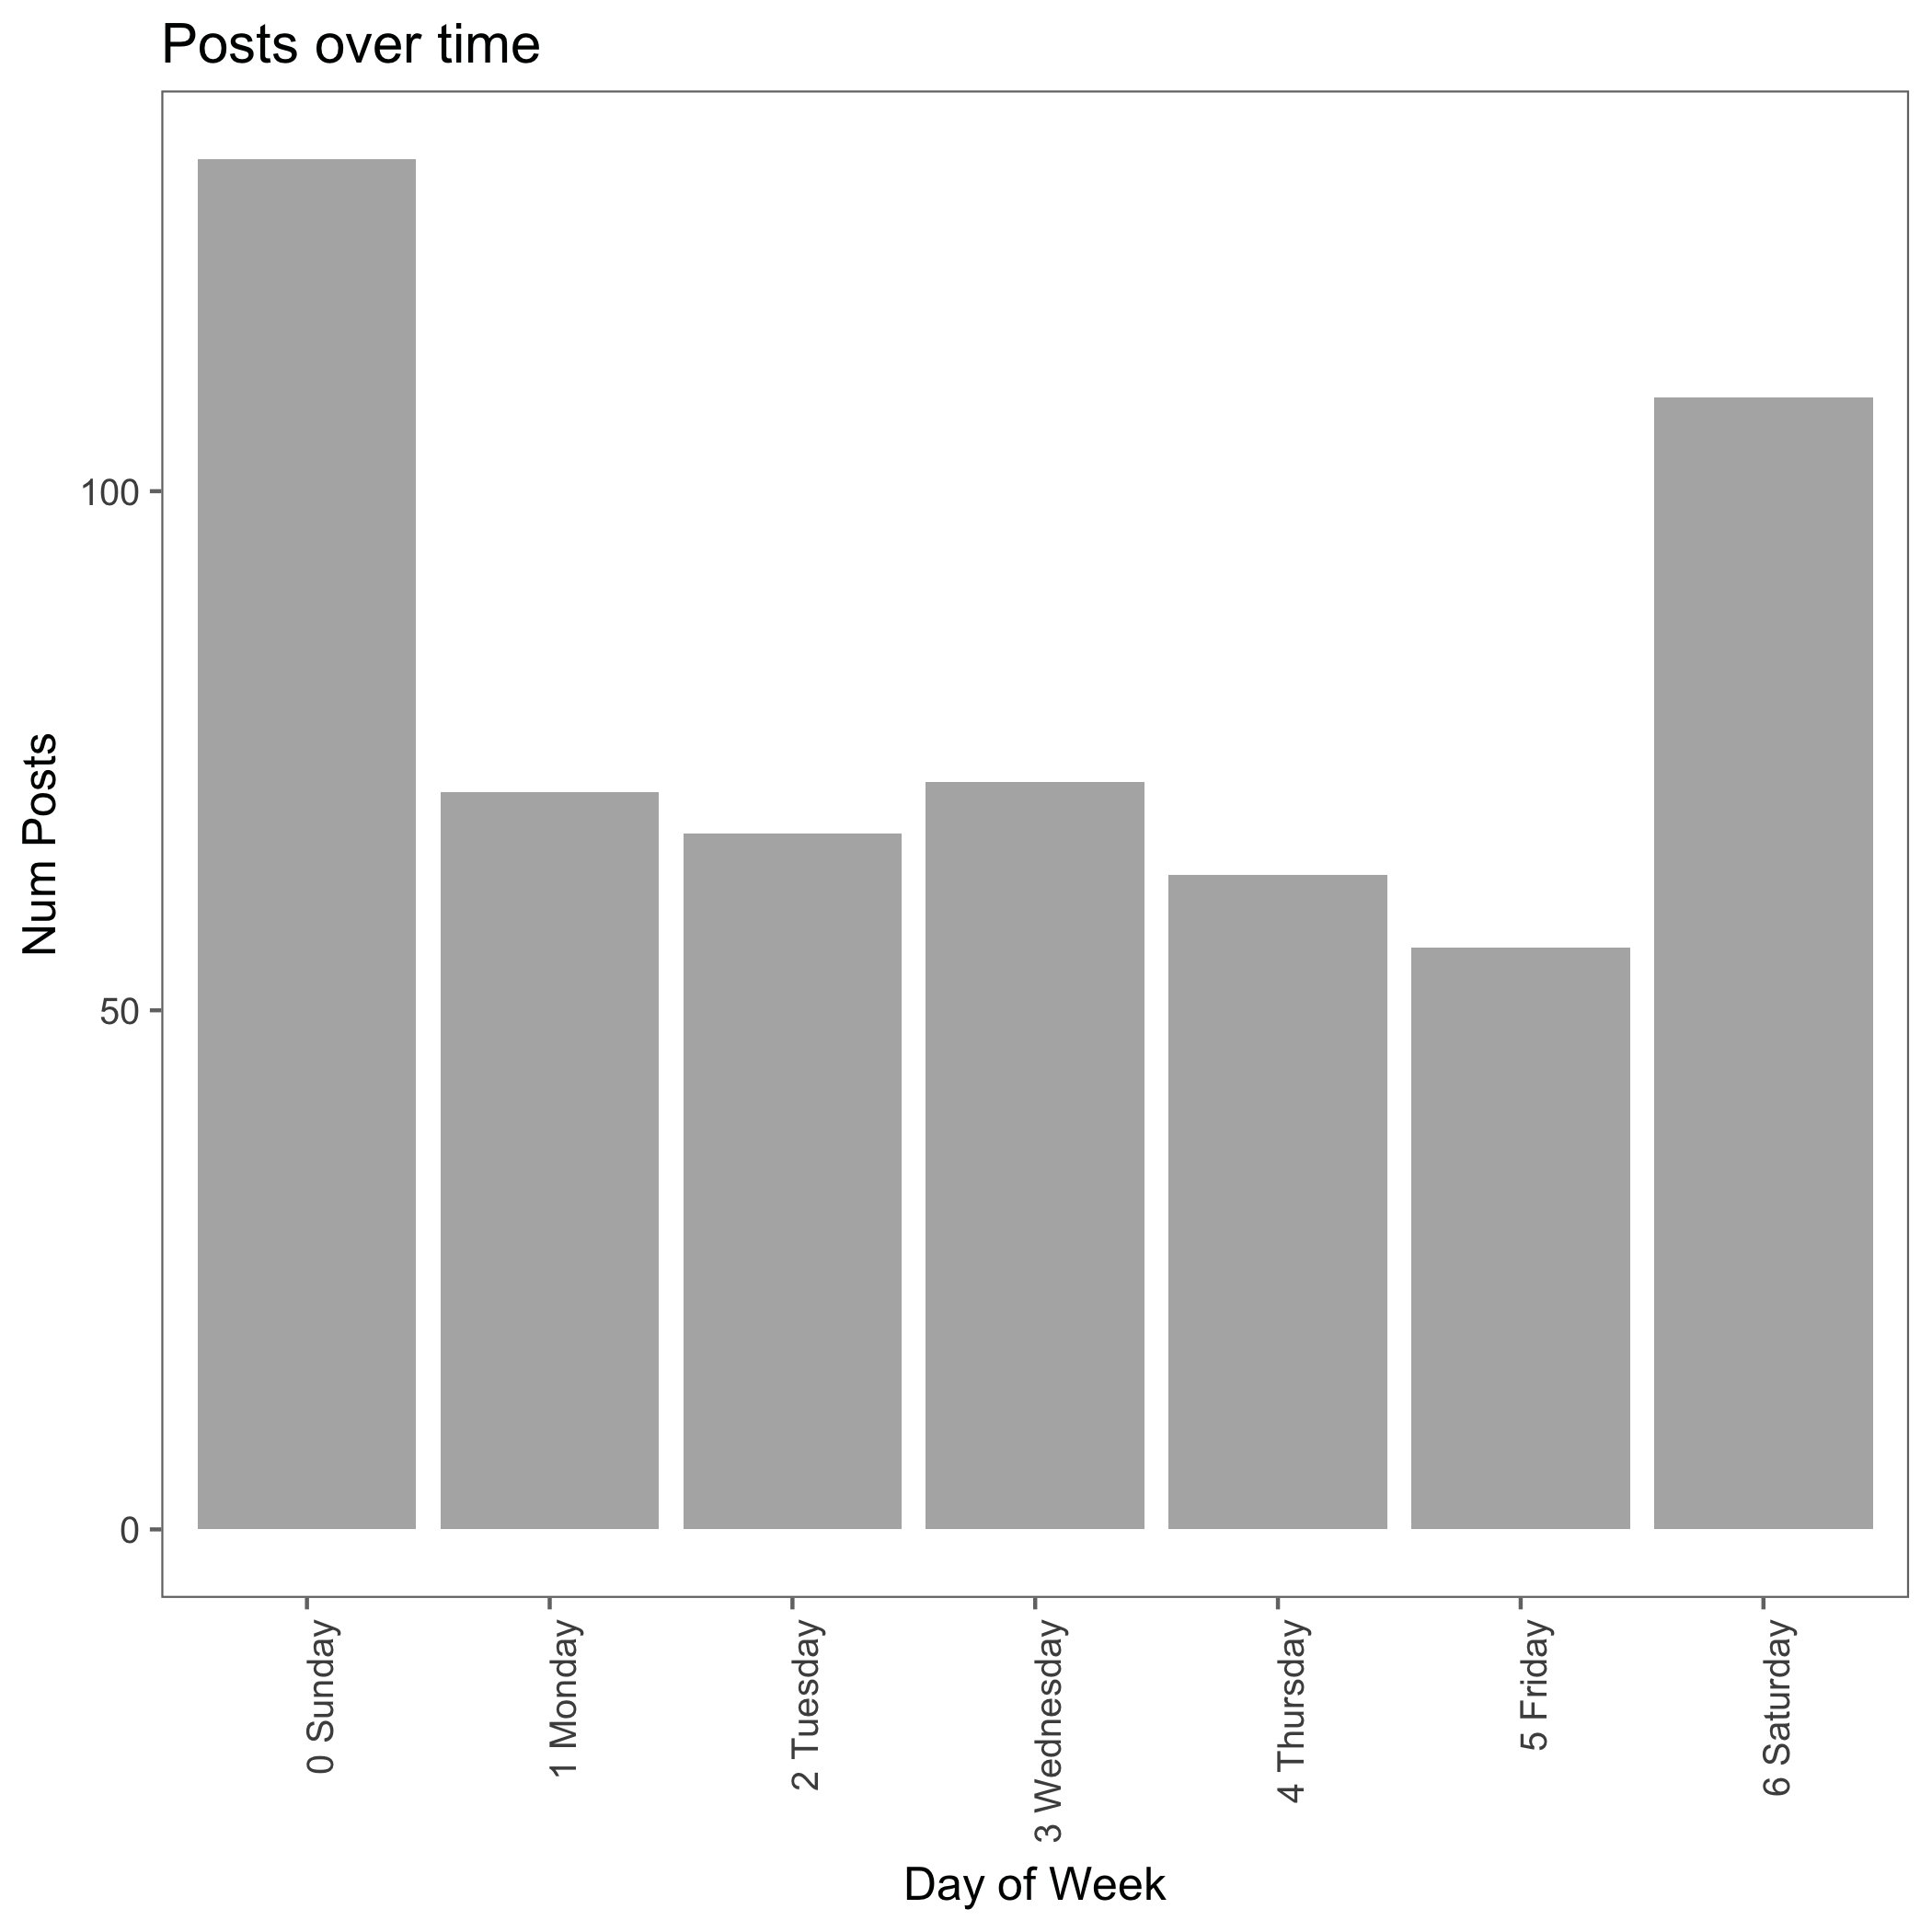 Posts over time
Num Posts
100
50
0
0 Sunday
1 Monday
2 Tuesday
3 Wednesday
4 Thursday
5 Friday
6 Saturday
Day of Week